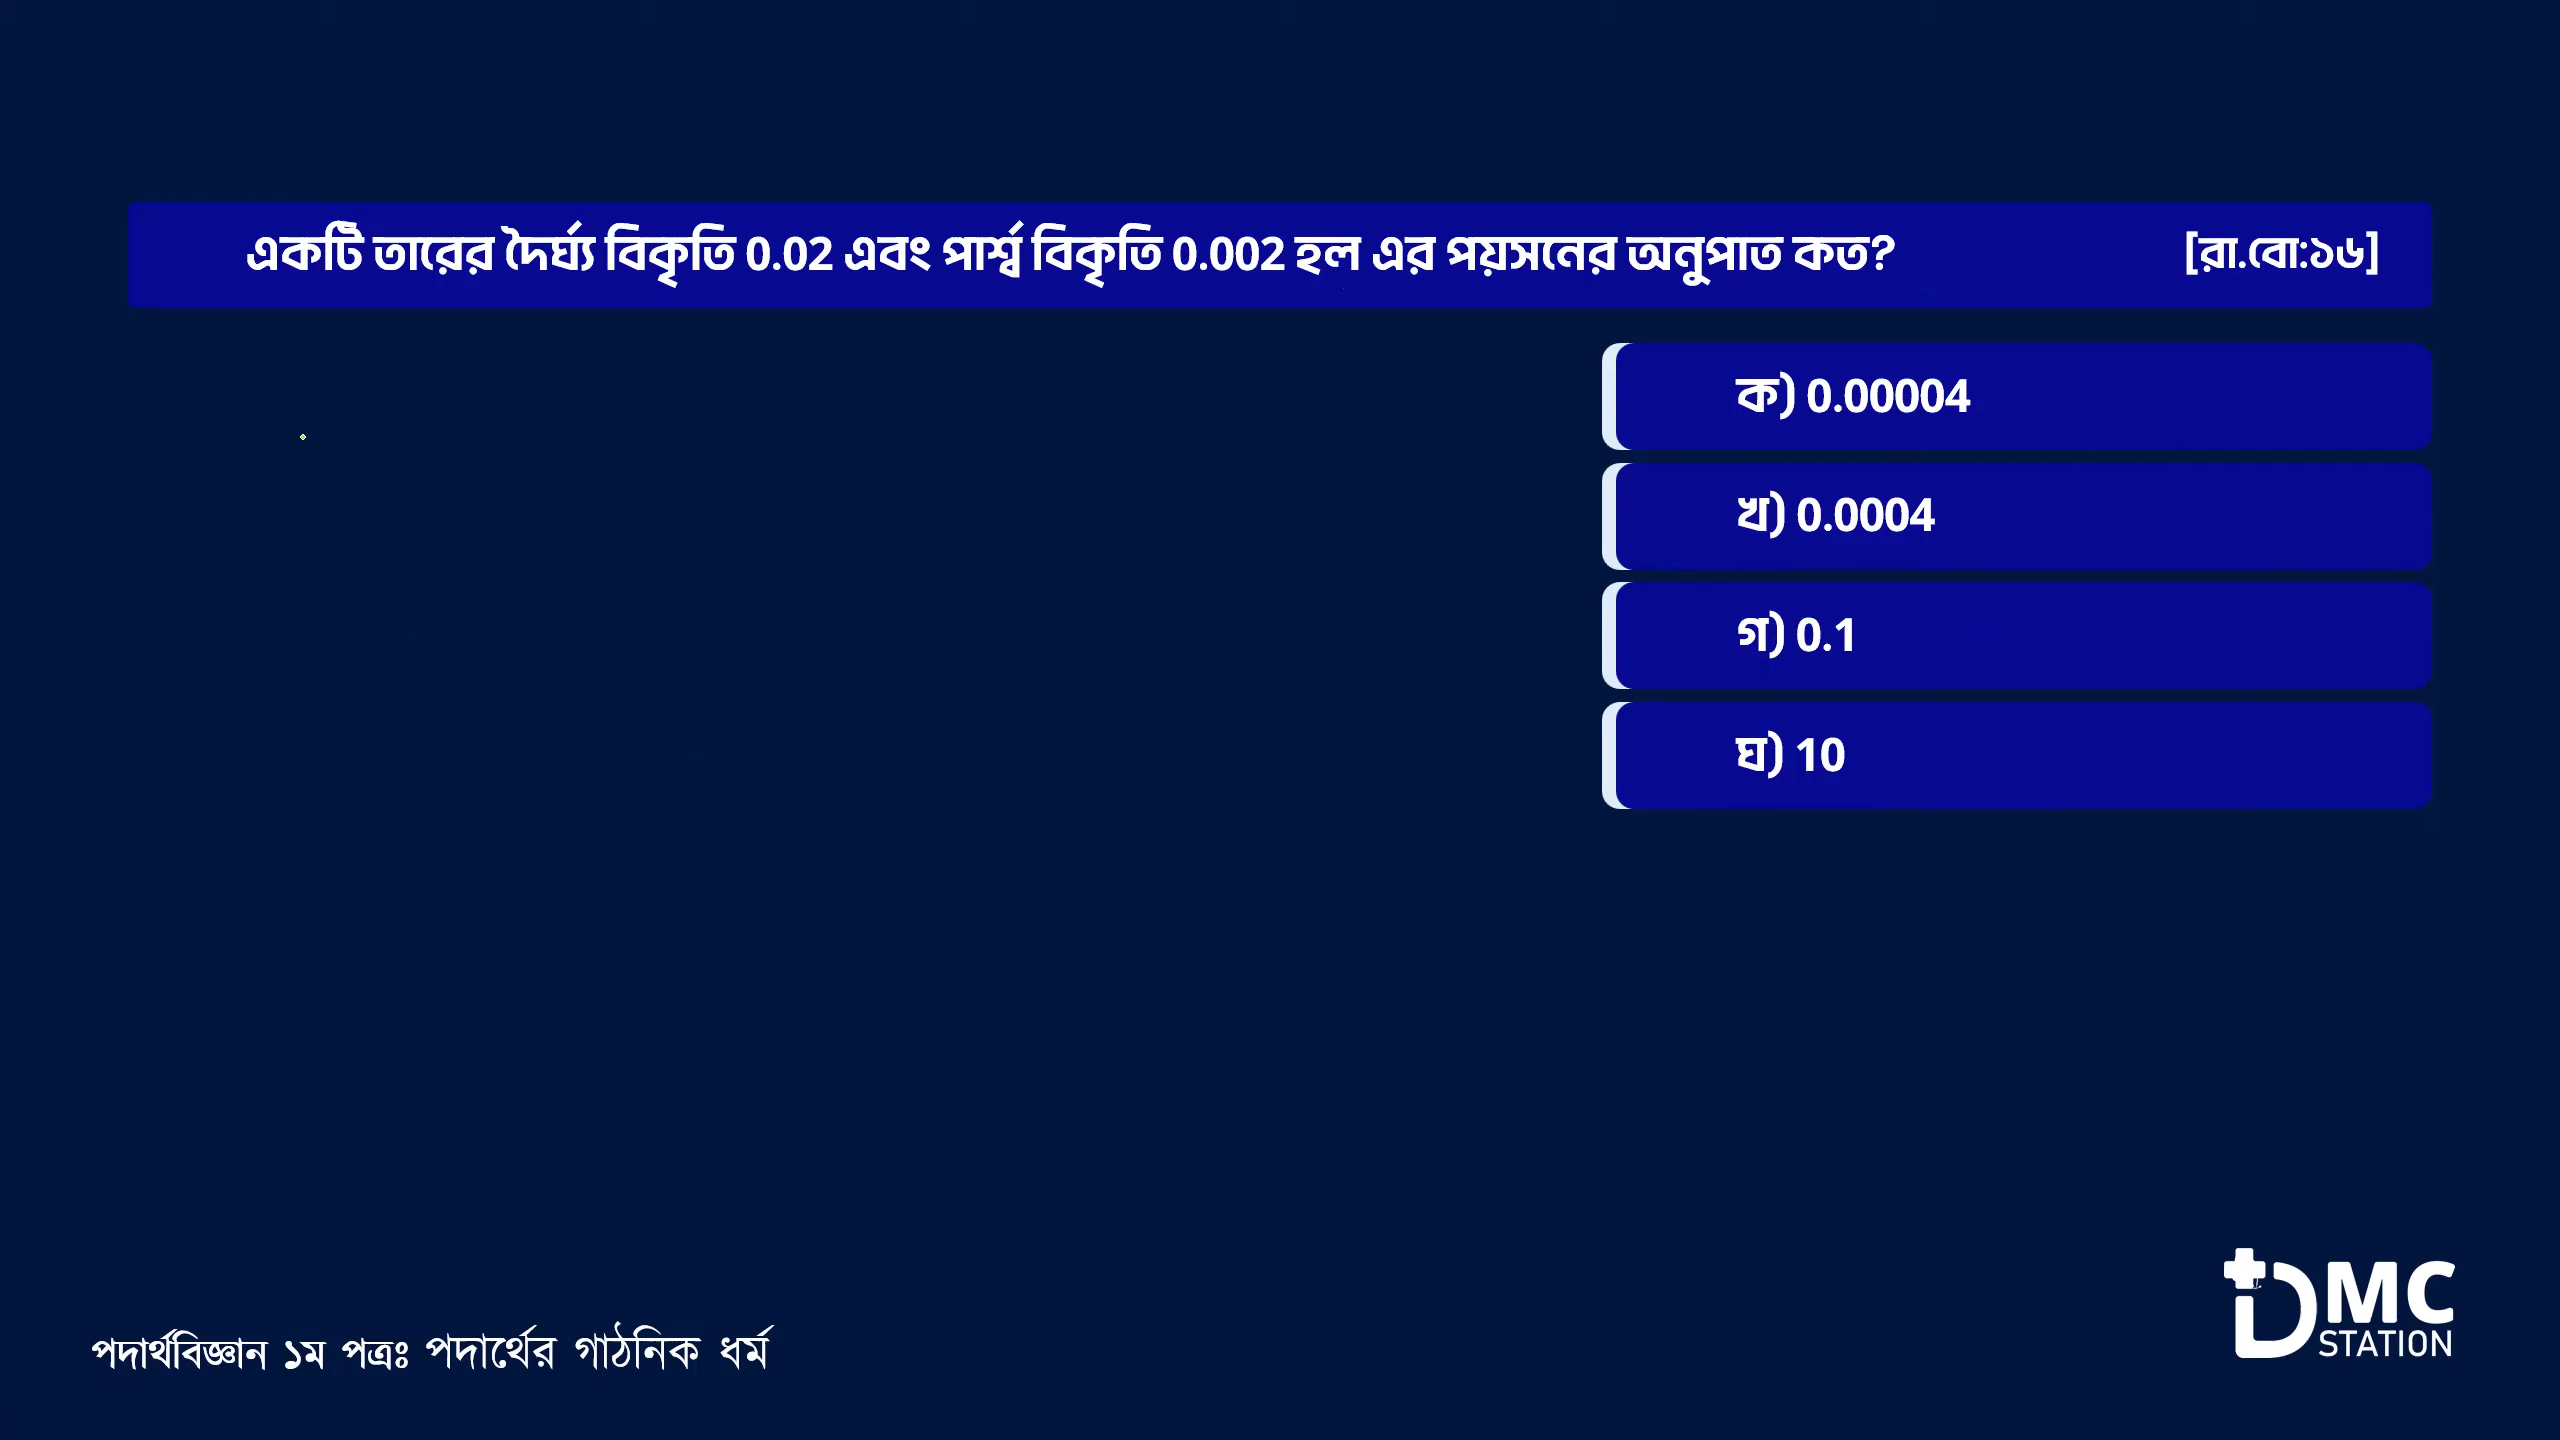 একটি তারের দৈর্ঘ্য বিকৃতি 0.02 এবং পার্শ্ব বিকৃতি 0.002 হল এর পয়সনের অনুপাত কত? [রা.বো:১৬]
ক) 0.00004
খ) 0.0004
গ) 0.1
ঘ) 10
DMC
STATION
পদার্থবিজ্ঞান ১ম পত্রঃ পদার্থের গাঠনিক ধর্ম